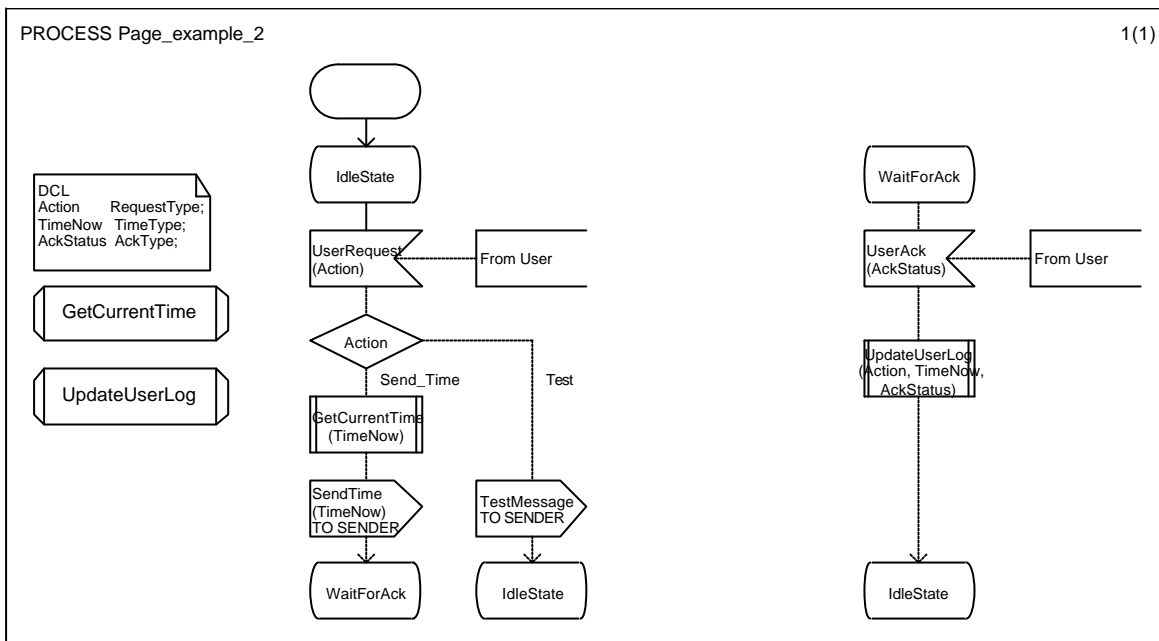 PROCESS Page_example_2
1(1)
DCL
Action RequestType;
TimeNow TimeType;
AckStatus AckType;
GetCurrentTime
UpdateUserLog
IdleState
UserRequest
(Action)
From User
Action
Send_Time
Test
GetCurrentTime
(TimeNow)
SendTime
(TimeNow)
TO SENDER
TestMessage
TO SENDER
WaitForAck
IdleState
WaitForAck
UserAck
(AckStatus)
From User
UpdateUserLog
(Action, TimeNow,
AckStatus)
IdleState